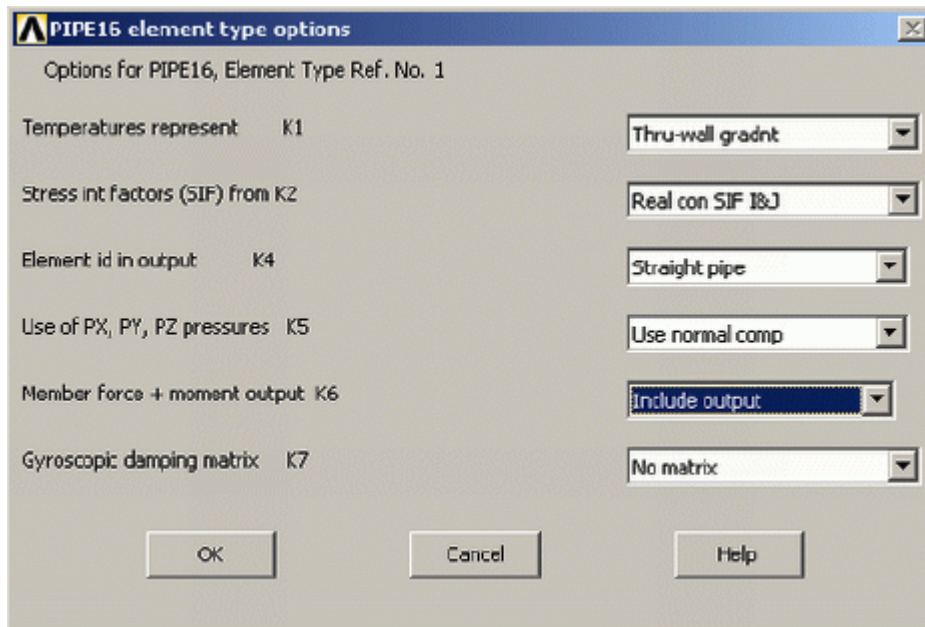 PIPE16 element type options
Options for PIPE16, Element Type Ref. No. 1
Temperatures represent K1 Thru-wall gradnt
Stress int factors (SIF) from K2 Real con SIF I&J
Element id in output K4 Straight pipe
Use of PX, PY, PZ pressures K5 Use normal comp
Member force + moment output K6 Include output
Gyroscopic damping matrix K7 No matrix
OK Cancel Help